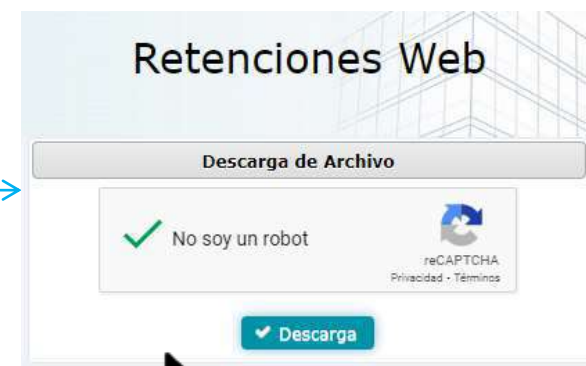 Retenciones Web
Descarga de Archivo
No soy un robot
reCAPTCHA
Privacidad - Términos
Descarga